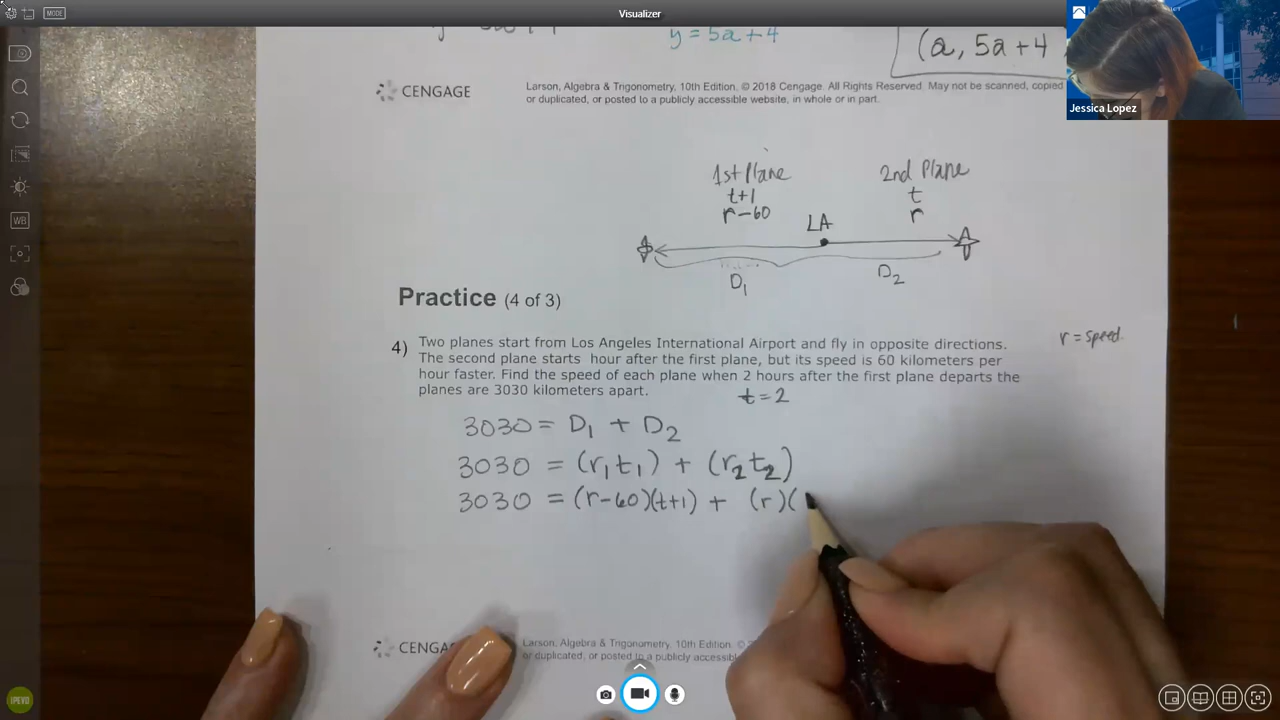 MODE
Visualizer
y = 5a + 4
(a, 5a + 4
CENGAGE
Larson, Algebra & Trigonometry, 10th Edition. © 2018 Cengage. All Rights Reserved. May not be scanned, copied
or duplicated, or posted to a publicly accessible website, in whole or in part.
Jessica Lopez
1st Plane
t+1
r-60
LA
2nd Plane
t
r
D1
D2
Practice (4 of 3)
r = speed.
4) Two planes start from Los Angeles International Airport and fly in opposite directions.
The second plane starts hour after the first plane, but its speed is 60 kilometers per
hour faster. Find the speed of each plane when 2 hours after the first plane departs the
planes are 3030 kilometers apart.
t = 2
3030 = D1 + D2
3030 = (r1t1) + (r2t2)
3030 = (r-60)(t+1) + (r)(
CENGA
Larson, Algebra & Trigonometry, 10th Edition. ©
or duplicated, or posted to a publicly accessib
WB
IPEVO